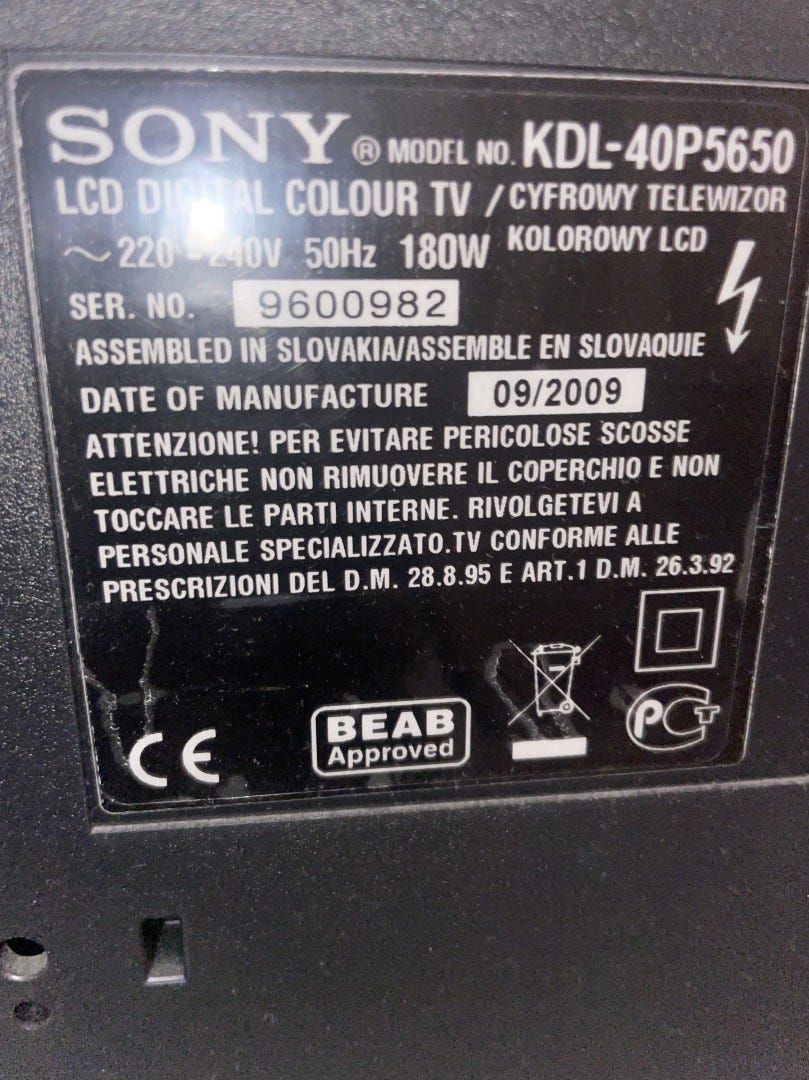 SONY® MODEL NO. KDL-40P5650
LCD DIGITAL COLOUR TV / CYFROWY TELEWIZOR
KOLOROWY LCD
~ 220 - 240V 50Hz 180W
SER. NO. 9600982
ASSEMBLED IN SLOVAKIA/ASSEMBLE EN SLOVAQUIE
DATE OF MANUFACTURE 09/2009
ATTENZIONE! PER EVITARE PERICOLOSE SCOSSE
ELETTRICHE NON RIMUOVERE IL COPERCHIO E NON
TOCCARE LE PARTI INTERNE. RIVOLGETEVI A
PERSONALE SPECIALIZZATO.TV CONFORME ALLE
PRESCRIZIONI DEL D.M. 28.8.95 E ART.1 D.M. 26.3.92
CE
BEAB
Approved
PCT